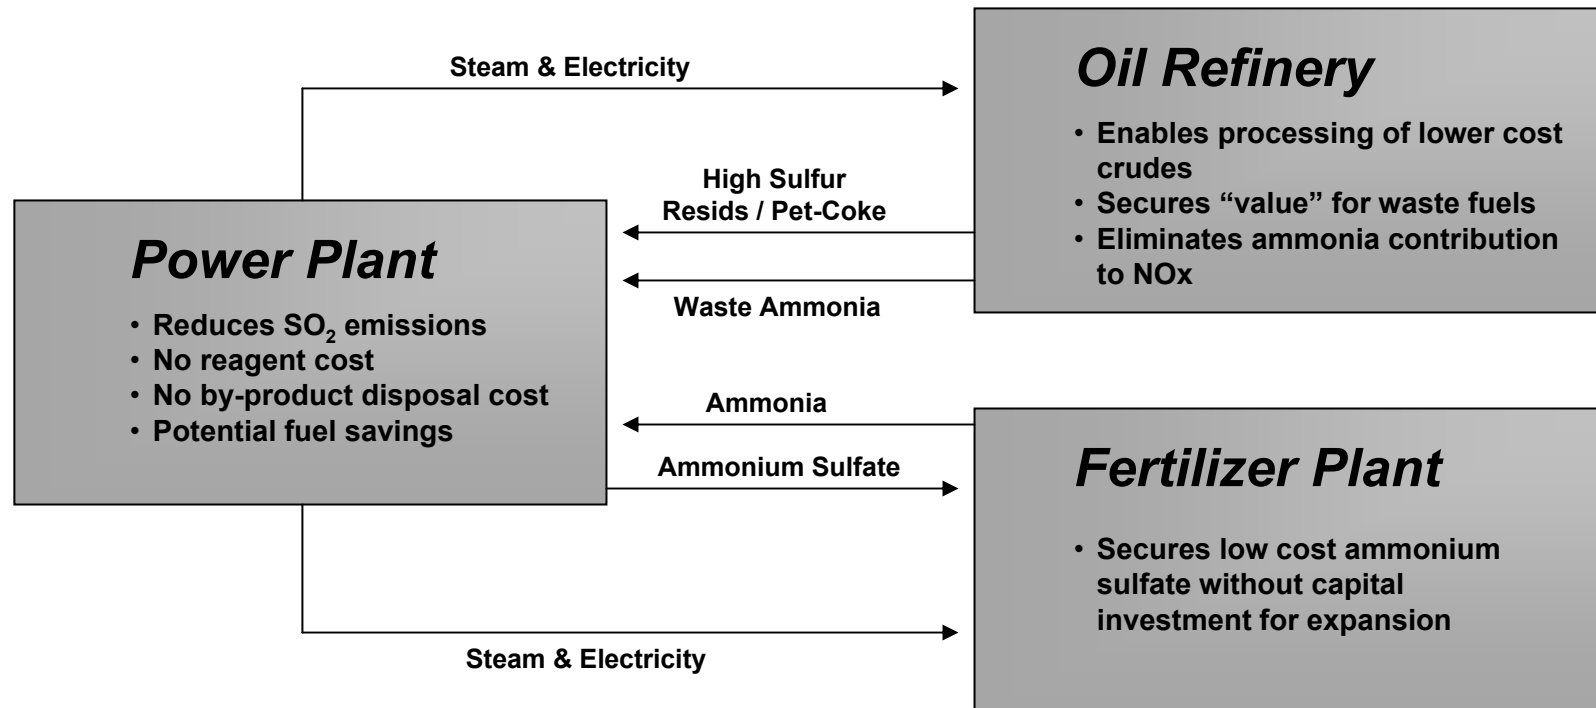 Steam & Electricity
Oil Refinery
• Enables processing of lower cost
crudes
• Secures “value” for waste fuels
• Eliminates ammonia contribution
to NOx
High Sulfur
Resids / Pet-Coke
Waste Ammonia
Power Plant
• Reduces SO₂ emissions
• No reagent cost
• No by-product disposal cost
• Potential fuel savings
Ammonia
Ammonium Sulfate
Fertilizer Plant
• Secures low cost ammonium
sulfate without capital
investment for expansion
Steam & Electricity